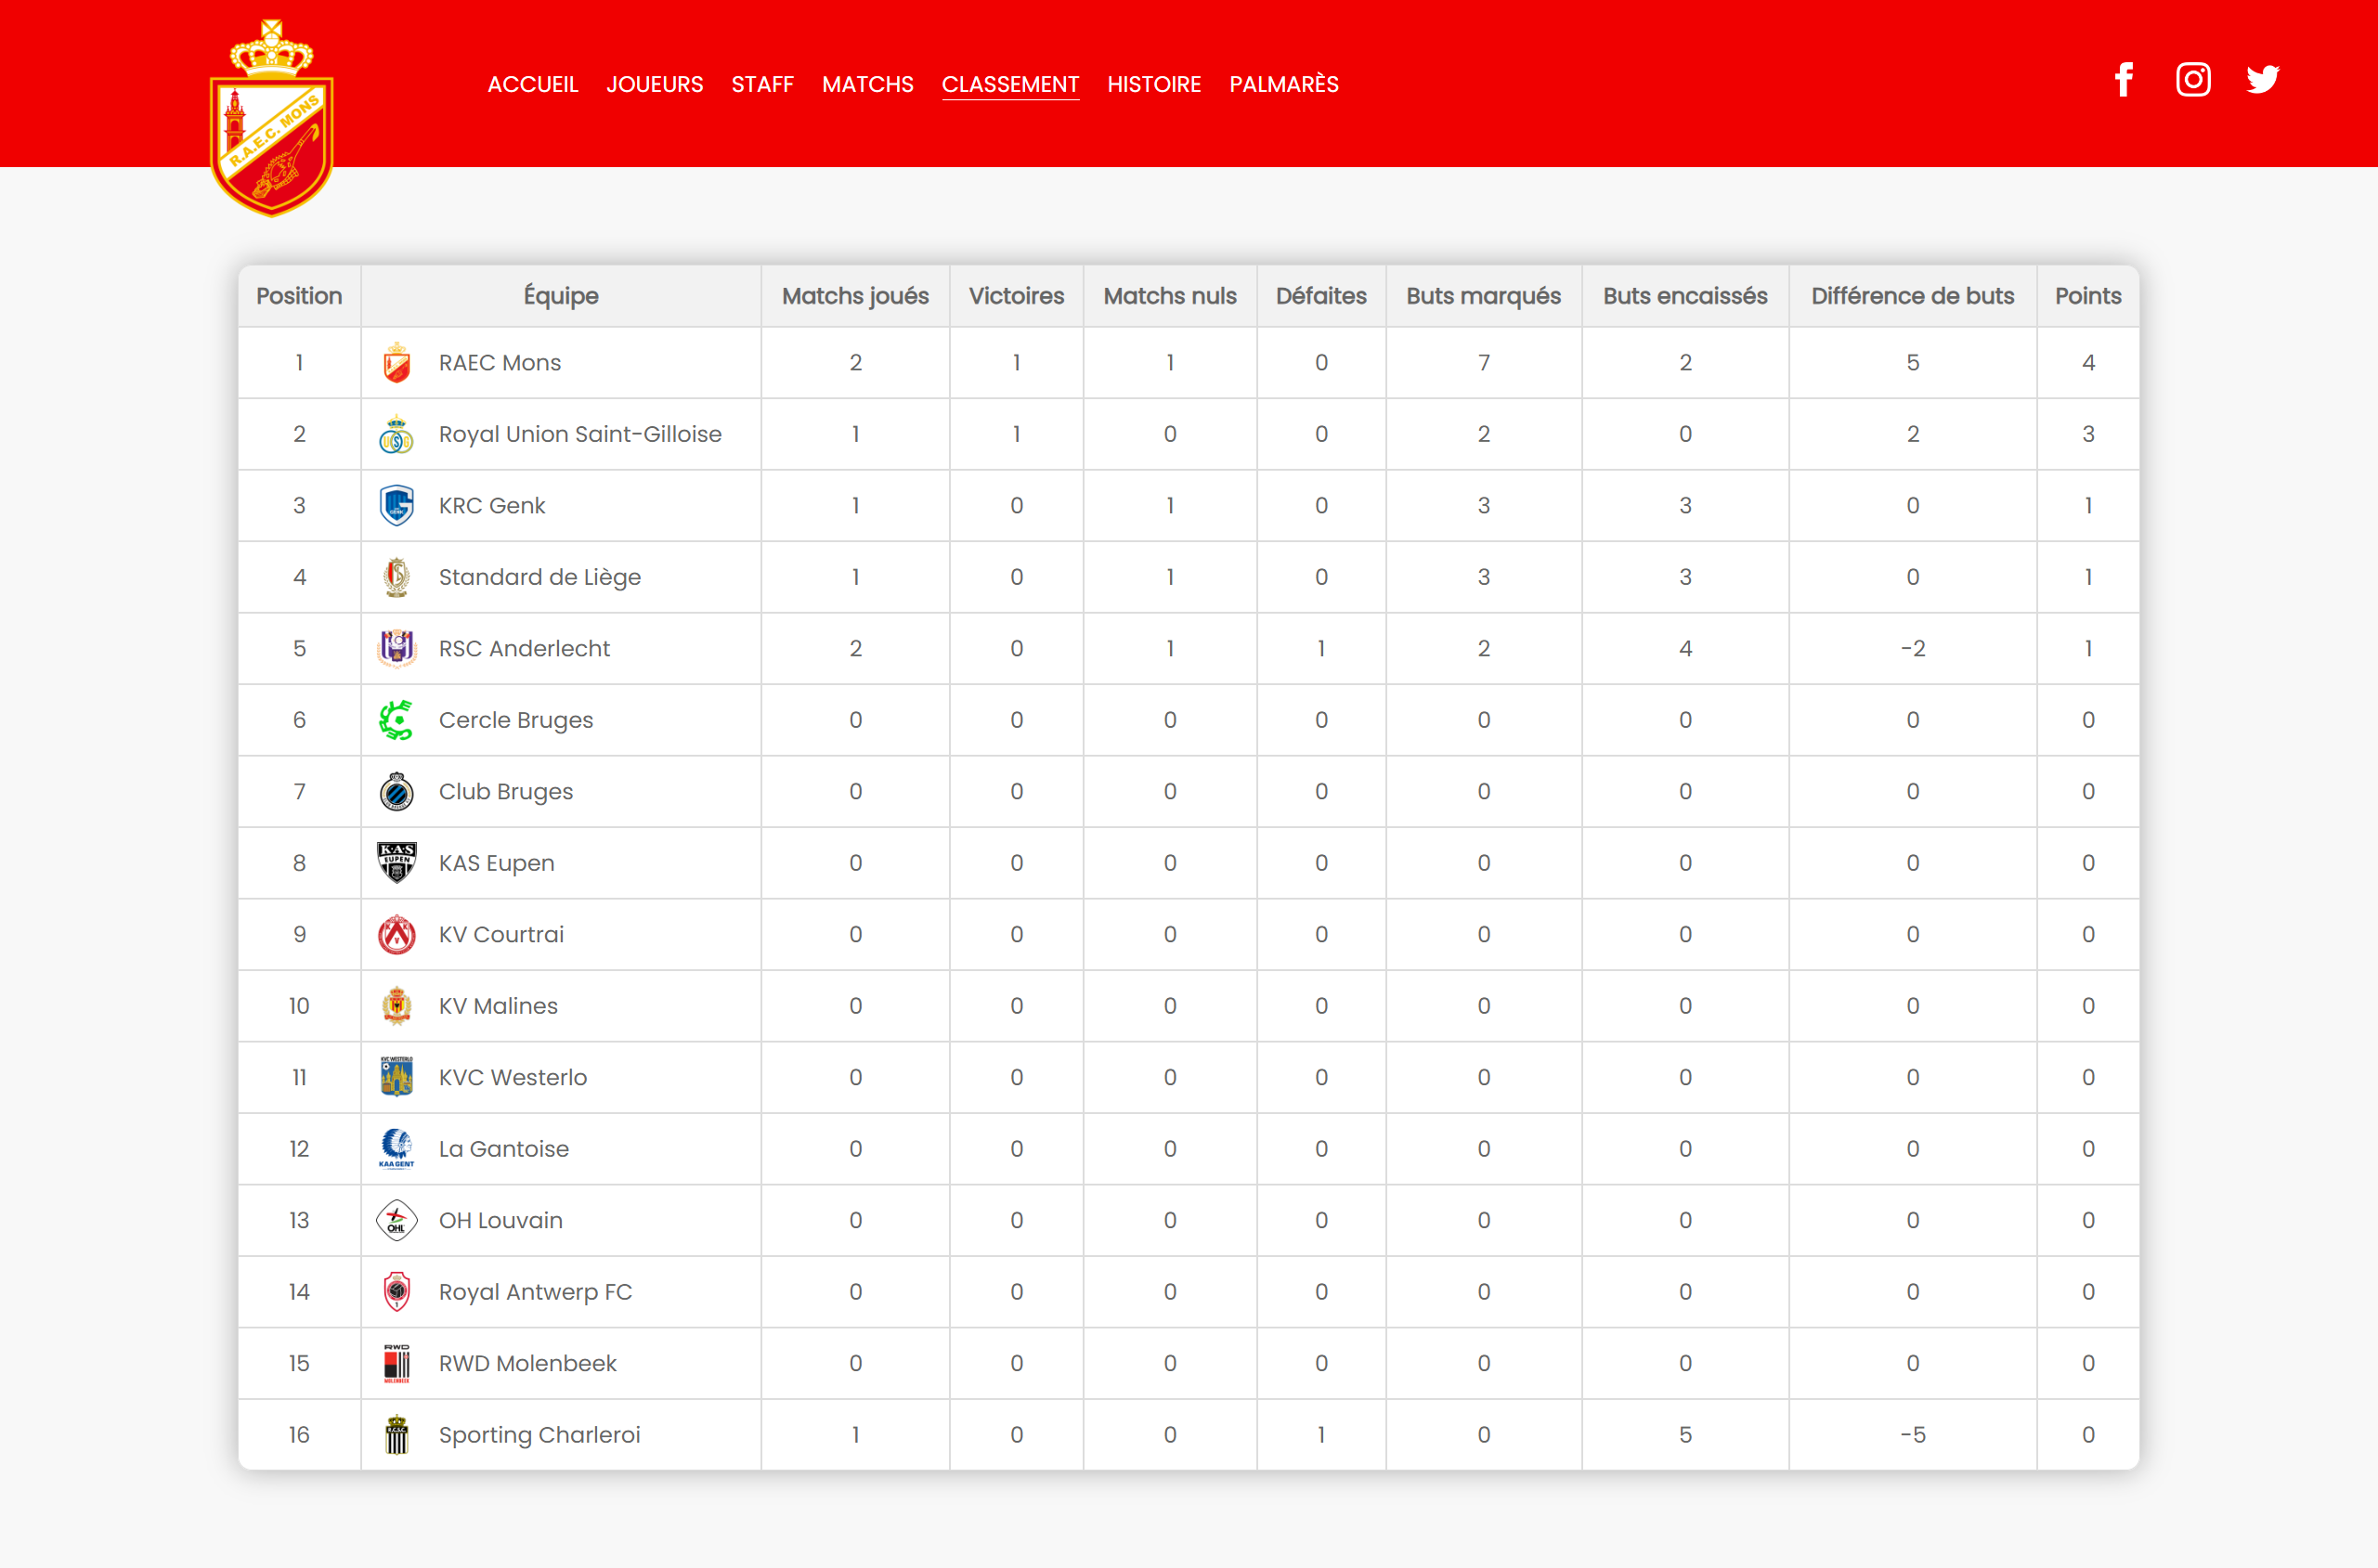 R.A.E.C. MONS
ACCUEIL JOUEURS STAFF MATCHS CLASSEMENT HISTOIRE PALMARÈS
Position Équipe Matchs joués Victoires Matchs nuls Défaites Buts marqués Buts encaissés Différence de buts Points
1 RAEC Mons 2 1 1 0 7 2 5 4
2 USG Royal Union Saint-Gilloise 1 1 0 0 2 0 2 3
3 KRC Genk 1 0 1 0 3 3 0 1
4 Standard de Liège 1 0 1 0 3 3 0 1
5 RSC Anderlecht 2 0 1 1 2 4 -2 1
6 Cercle Bruges 0 0 0 0 0 0 0 0
7 Club Bruges 0 0 0 0 0 0 0 0
8 K·A·S EUPEN KAS Eupen 0 0 0 0 0 0 0 0
9 KV Courtrai 0 0 0 0 0 0 0 0
10 KV Malines 0 0 0 0 0 0 0 0
11 KVC WESTERLO KVC Westerlo 0 0 0 0 0 0 0 0
12 KAA GENT La Gantoise 0 0 0 0 0 0 0 0
13 OHL OH Louvain 0 0 0 0 0 0 0 0
14 1 Royal Antwerp FC 0 0 0 0 0 0 0 0
15 RWD MOLENBEEK RWD Molenbeek 0 0 0 0 0 0 0 0
16 Sporting Charleroi 1 0 0 1 0 5 -5 0